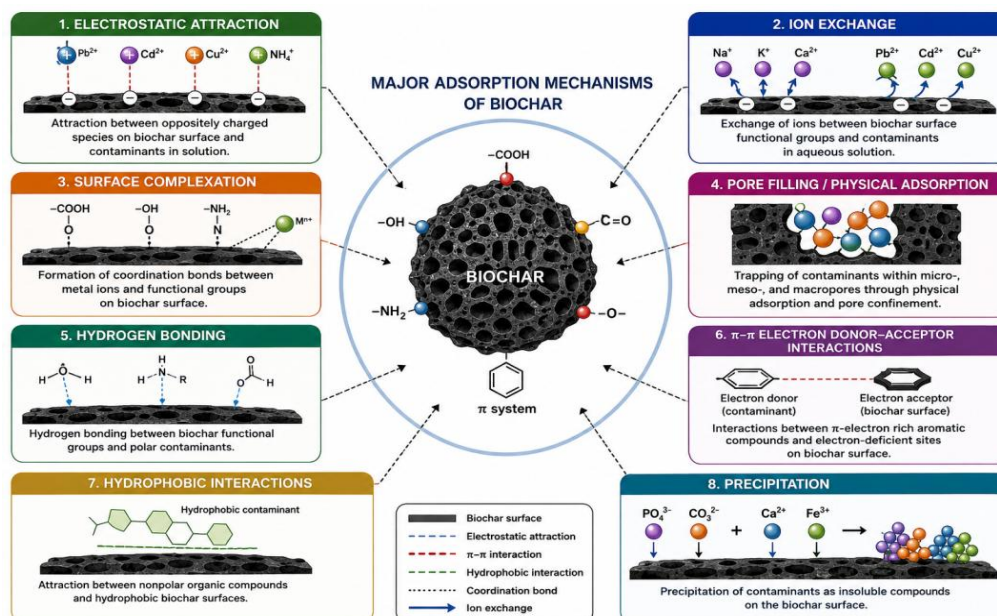 1. ELECTROSTATIC ATTRACTION
Pb²⁺ Cd²⁺ Cu²⁺ NH₄⁺
+ + + +
− − − −
Attraction between oppositely charged
species on biochar surface and
contaminants in solution.
2. ION EXCHANGE
Na⁺ K⁺ Ca²⁺ Pb²⁺ Cd²⁺ Cu²⁺
− − − − −
Exchange of ions between biochar surface
functional groups and contaminants
in aqueous solution.
MAJOR ADSORPTION MECHANISMS
OF BIOCHAR
–COOH
–OH
C=O
BIOCHAR
–NH₂
–O–
π system
3. SURFACE COMPLEXATION
–COOH –OH –NH₂
O O N Mⁿ⁺
Formation of coordination bonds between
metal ions and functional groups
on biochar surface.
4. PORE FILLING / PHYSICAL ADSORPTION
Trapping of contaminants within micro-,
meso-, and macropores through physical
adsorption and pore confinement.
5. HYDROGEN BONDING
H O H
H
H N R
O
O H
Hydrogen bonding between biochar functional
groups and polar contaminants.
6. π–π ELECTRON DONOR–ACCEPTOR
INTERACTIONS
Electron donor Electron acceptor
(contaminant) (biochar surface)
Interactions between π-electron rich aromatic
compounds and electron-deficient sites
on biochar surface.
7. HYDROPHOBIC INTERACTIONS
Hydrophobic contaminant
Attraction between nonpolar organic compounds
and hydrophobic biochar surfaces.
Biochar surface
Electrostatic attraction
π–π interaction
Hydrophobic interaction
Coordination bond
Ion exchange
8. PRECIPITATION
PO₄³⁻ CO₃²⁻ Ca²⁺ Fe³⁺
+
Precipitation of contaminants as insoluble compounds
on the biochar surface.